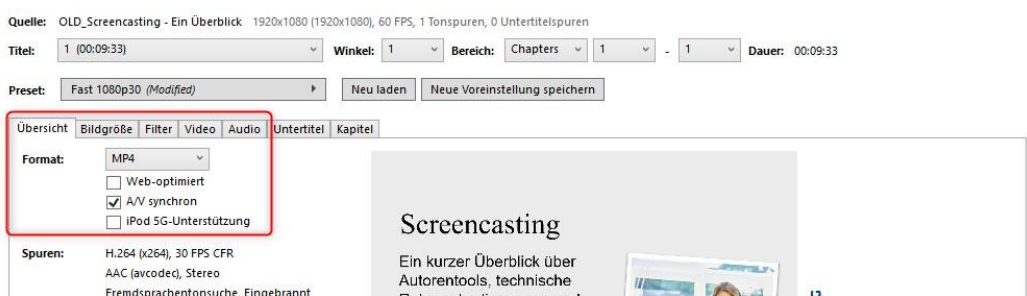 Quelle: OLD_Screencasting - Ein Überblick 1920x1080 (1920x1080), 60 FPS, 1 Tonspuren, 0 Untertitelspuren
Titel: 1 (00:09:33) Winkel: 1 Bereich: Chapters 1 - 1 Dauer: 00:09:33
Preset: Fast 1080p30 (Modified) Neu laden Neue Voreinstellung speichern
Übersicht Bildgröße Filter Video Audio Untertitel Kapitel
Format: MP4
Web-optimiert
A/V synchron
iPod 5G-Unterstützung
Screencasting
Spuren: H.264 (x264), 30 FPS CFR
AAC (avcodec), Stereo
Fremdsprachentonsuche, Eingebrannt
Ein kurzer Überblick über
Autorentools, technische